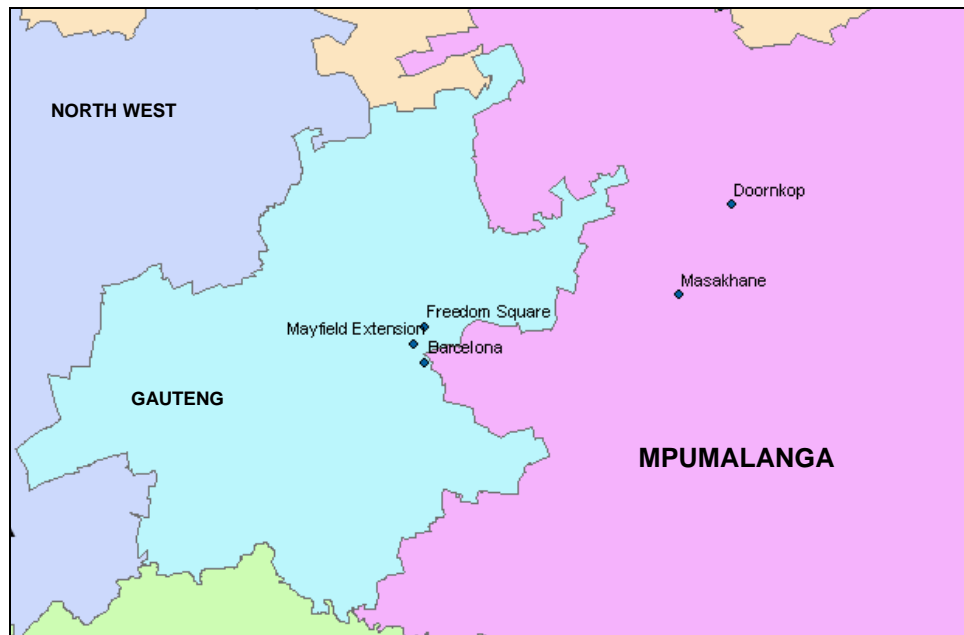 NORTH WEST
Doornkop
Masakhane
Freedom Square
Mayfield Extension
Barcelona
GAUTENG
MPUMALANGA